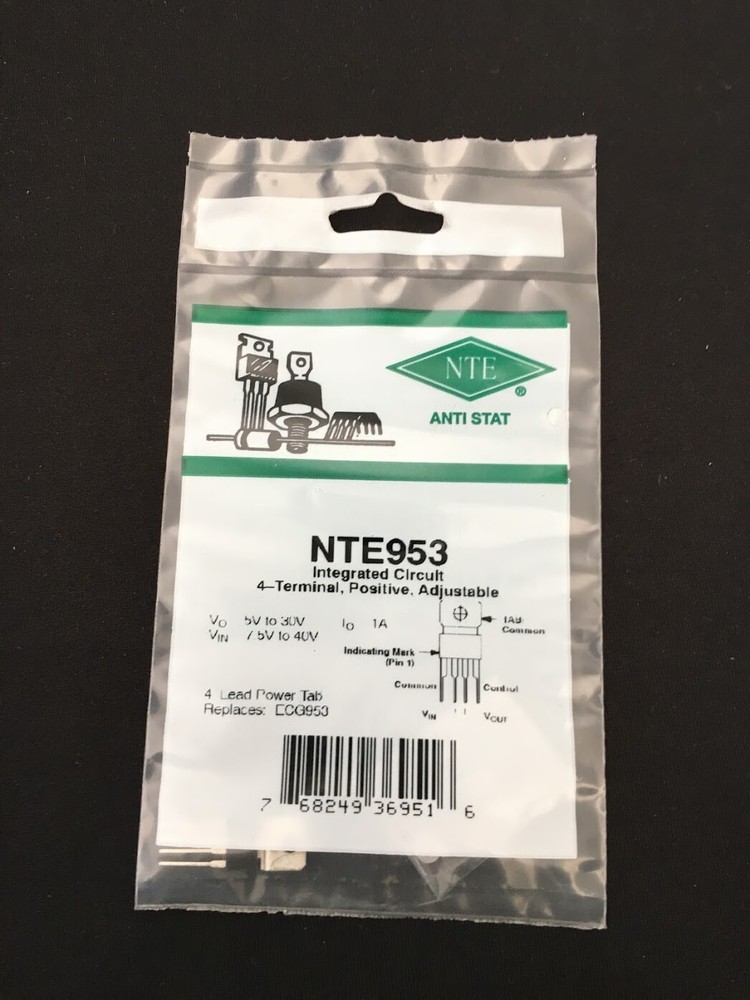 NTE
®
ANTI STAT
NTE953
Integrated Circuit
4–Terminal, Positive, Adjustable
VO 5V to 30V IO 1A
VIN 7.5V to 40V
TAB
Common
Indicating Mark
(Pin 1)
Common Control
VIN VOUT
4 Lead Power Tab
Replaces: ECG953
7 68249 36951 6